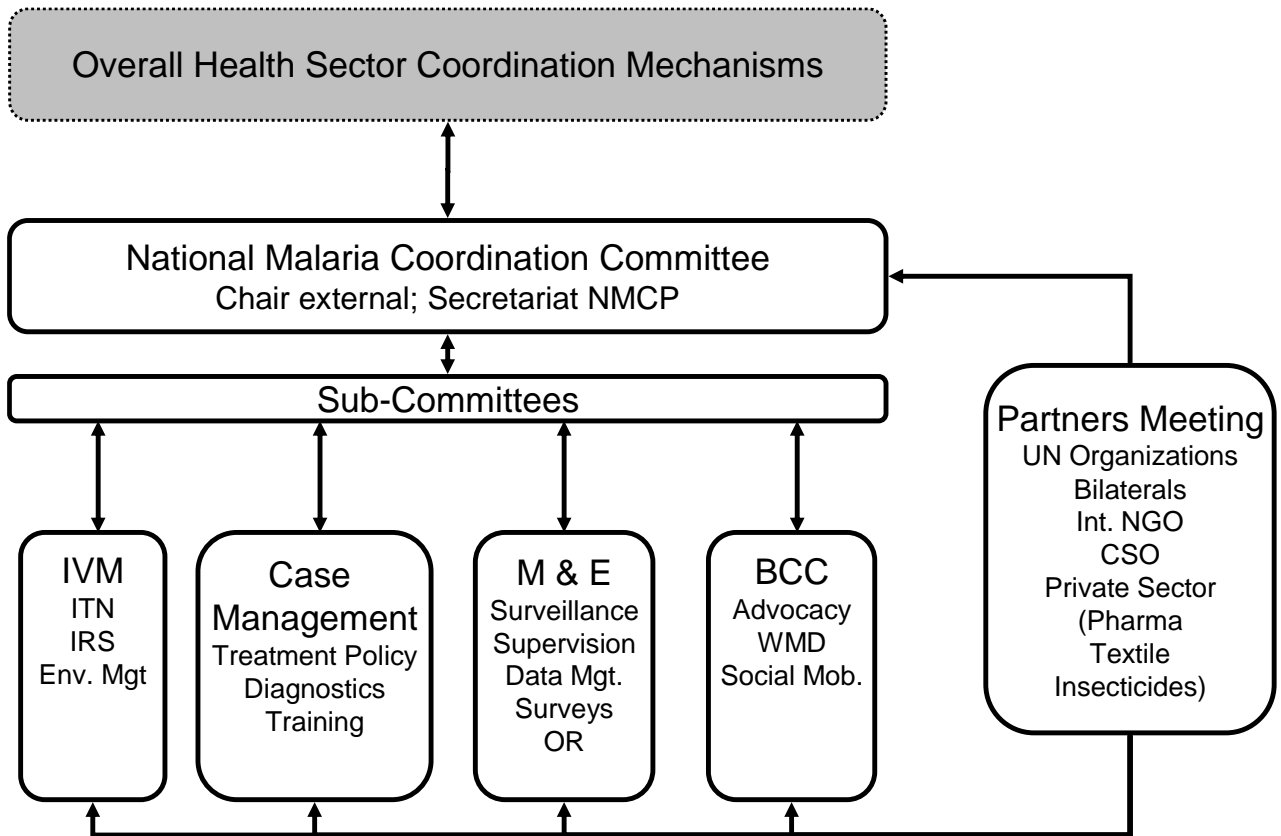 Overall Health Sector Coordination Mechanisms
National Malaria Coordination Committee
Chair external; Secretariat NMCP
Sub-Committees
IVM
ITN
IRS
Env. Mgt
Case
Management
Treatment Policy
Diagnostics
Training
M & E
Surveillance
Supervision
Data Mgt.
Surveys
OR
BCC
Advocacy
WMD
Social Mob.
Partners Meeting
UN Organizations
Bilaterals
Int. NGO
CSO
Private Sector
(Pharma
Textile
Insecticides)